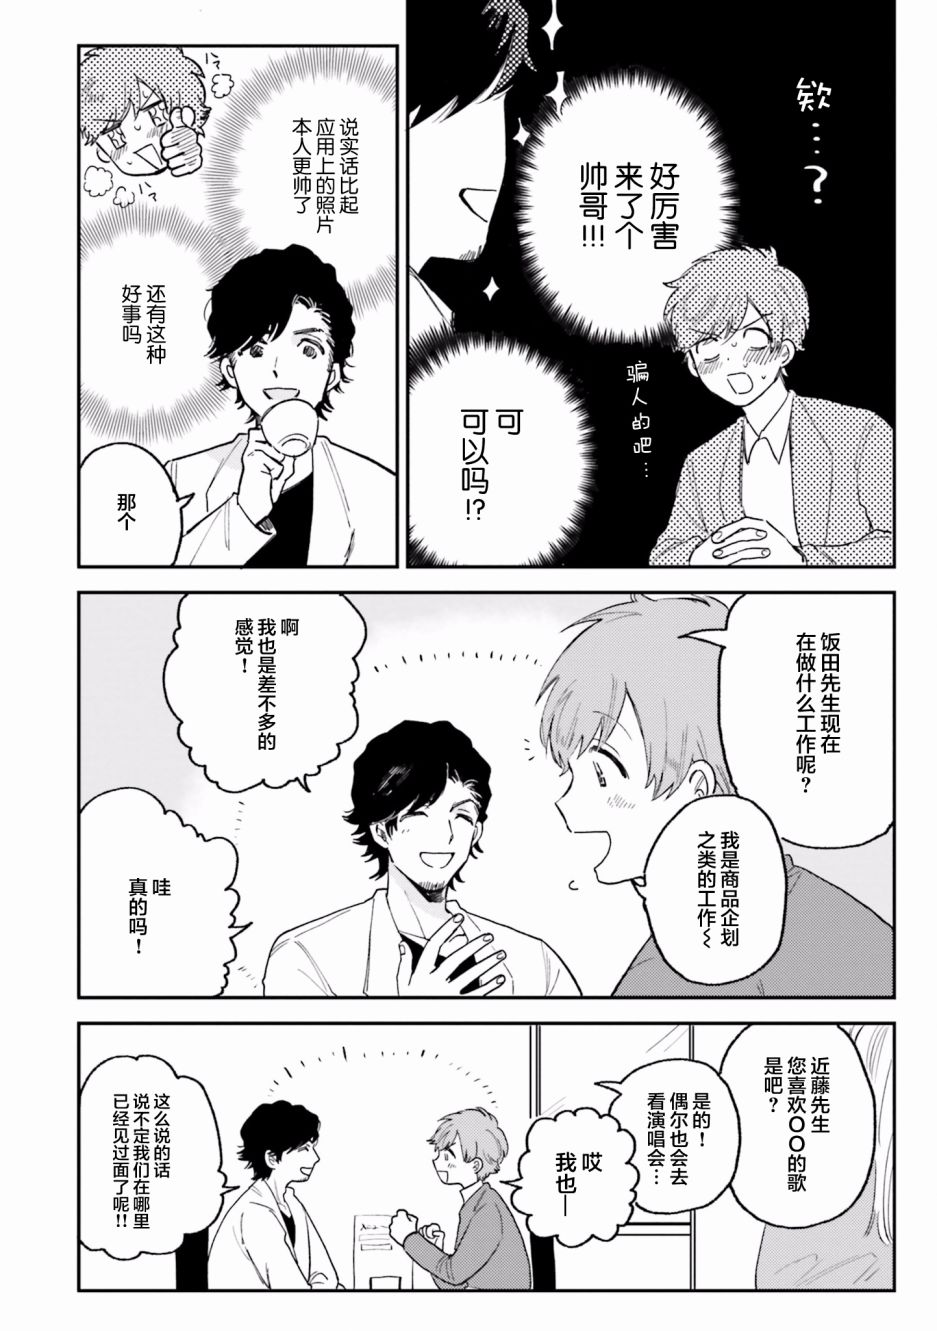 欸……?
好厉害
来了个
帅哥!!!
骗人的吧…
可
可以吗!?
说实话比起
应用上的照片
本人更帅了
还有这种
好事吗
那个
饭田先生现在
在做什么工作呢?
我是商品企划
之类的工作~
啊
我也是差不多的
感觉!
哇
真的吗!
近藤先生
您喜欢OO的歌
是吧?
是的!
偶尔也会去
看演唱会…
哎
我也—
这么说的话
说不定我们在哪里
已经见过面了呢!!